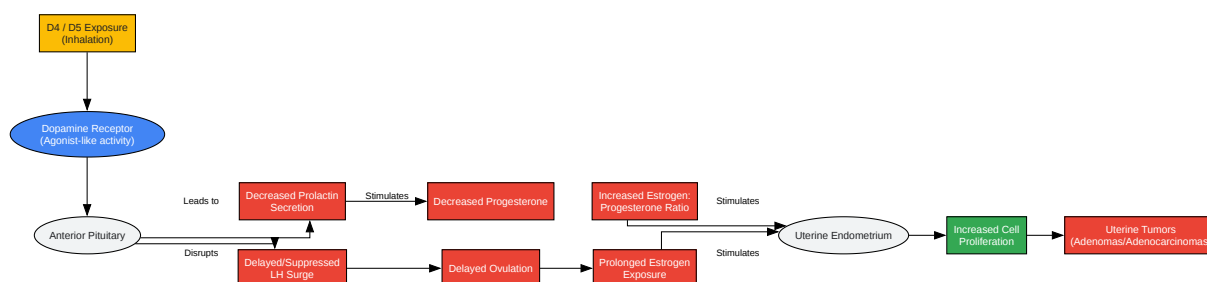 D4 / D5 Exposure
(Inhalation)
Dopamine Receptor
(Agonist-like activity)
Anterior Pituitary
Leads to
Disrupts
Decreased Prolactin
Secretion
Stimulates
Decreased Progesterone
Delayed/Suppressed
LH Surge
Delayed Ovulation
Increased Estrogen:
Progesterone Ratio
Stimulates
Prolonged Estrogen
Exposure
Stimulates
Uterine Endometrium
Increased Cell
Proliferation
Uterine Tumors
(Adenomas/Adenocarcinomas)